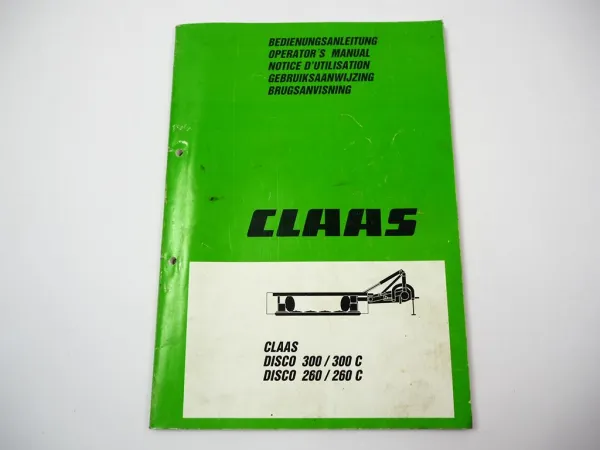 BEDIENUNGSANLEITUNG
OPERATOR'S MANUAL
NOTICE D'UTILISATION
GEBRUIKSAANWIJZING
BRUGSANVISNING
CLAAS
CLAAS
DISCO 300 / 300 C
DISCO 260 / 260 C